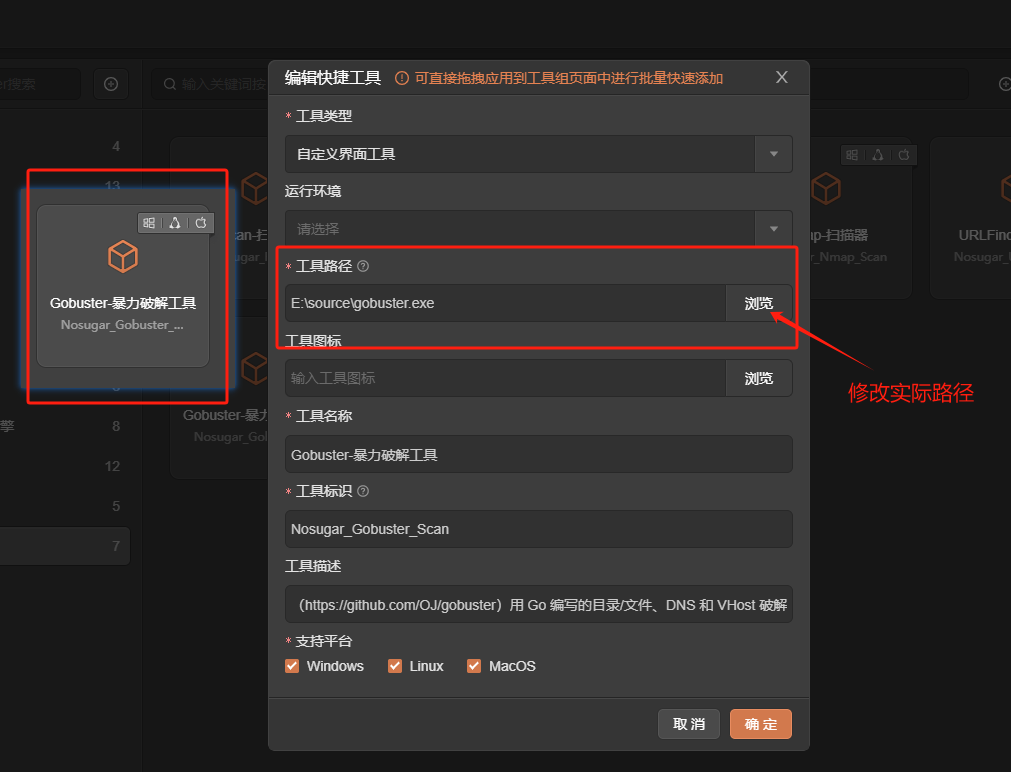 编辑快捷工具 可直接拖拽应用到工具组页面中进行批量快速添加
搜索
输入关键词按
* 工具类型
自定义界面工具
运行环境
请选择
* 工具路径
E:\source\gobuster.exe 浏览
工具图标
输入工具图标 浏览
* 工具名称
Gobuster-暴力破解工具
* 工具标识
Nosugar_Gobuster_Scan
工具描述
（https://github.com/OJ/gobuster）用 Go 编写的目录/文件、DNS 和 VHost 破解
* 支持平台
Windows Linux MacOS
取 消 确 定
修改实际路径
4
13
Gobuster-暴力破解工具
Nosugar_Gobuster_...
擎 8
12
5
7
an-扫
ugar_
Gobuster-暴力
Nosugar_Gol
p-扫描器
r_Nmap_Scan
URLFinc
Nosugar_